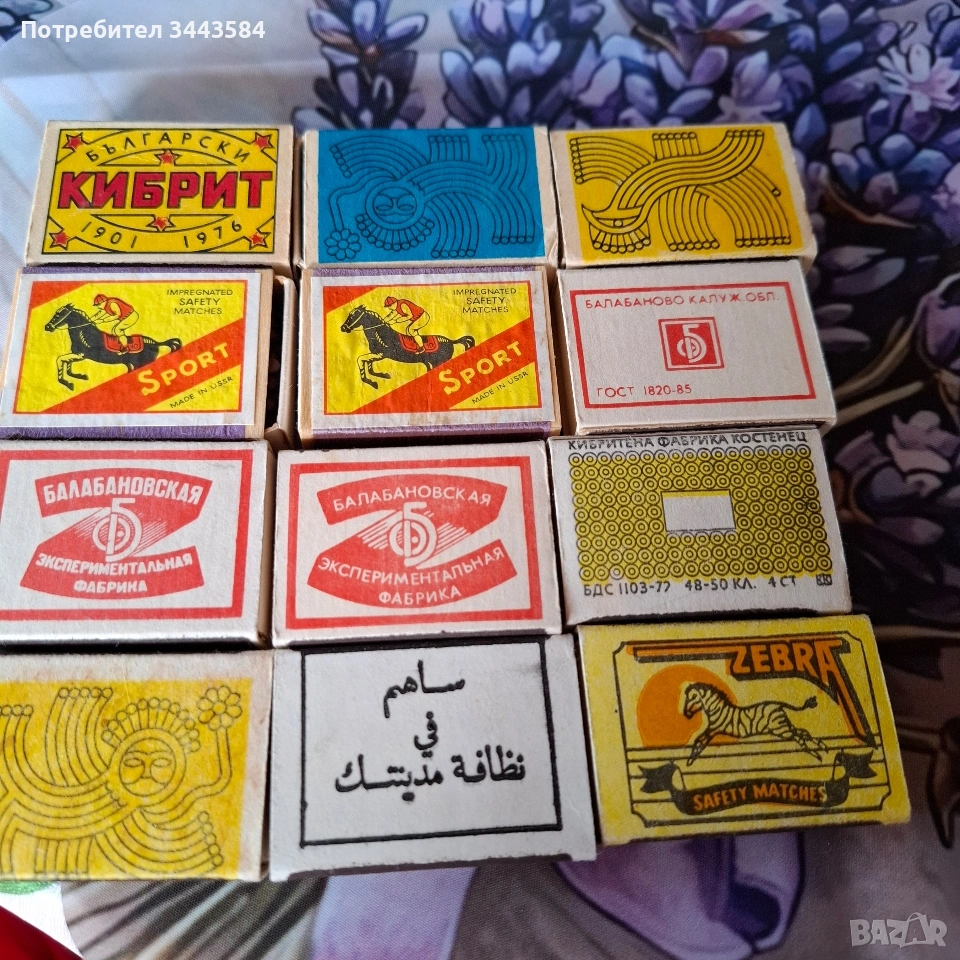 Потребител 3443584
БЪЛГАРСКИ
КИБРИТ
1901 1976
IMPREGNATED
SAFETY
MATCHES
SPORT
MADE IN USSR
IMPREGNATED
SAFETY
MATCHES
SPORT
MADE IN USSR
БАЛАБАНОВО КАЛУЖ.ОБЛ.
ГОСТ 1820-85
БАЛАБАНОВСКАЯ
ЭКСПЕРИМЕНТАЛЬНАЯ
ФАБРИКА
БАЛАБАНОВСКАЯ
ЭКСПЕРИМЕНТАЛЬНАЯ
ФАБРИКА
КИБРИТЕНА ФАБРИКА КОСТЕНЕЦ
БДС 1103-77 48-50 КЛ. 4 СТ
ساهم
في
نظافة مدينتك
ZEBRA
SAFETY MATCHES
BAZAR